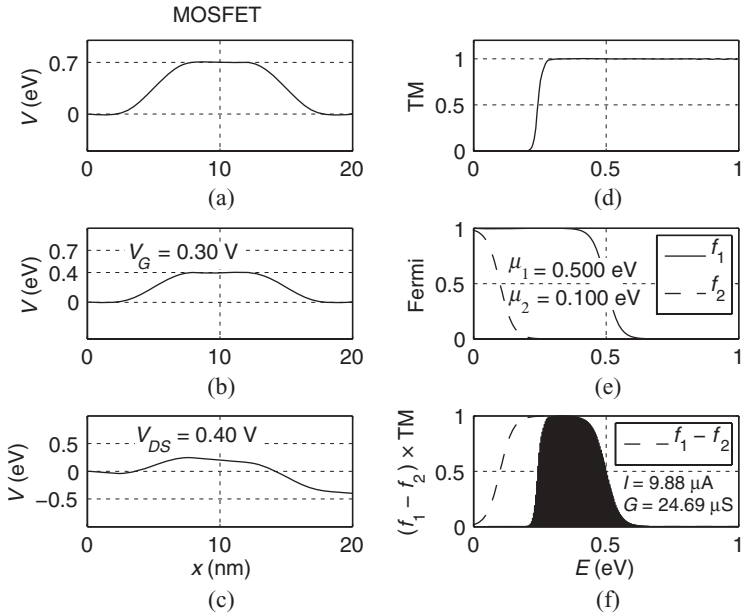 MOSFET
V (eV)
0.7
0
0
10
20
(a)
TM
1
0.5
0
0
0.5
1
(d)
V (eV)
0.7
0.4
0
V_G = 0.30 V
0
10
20
(b)
Fermi
1
0.5
0
μ_1 = 0.500 eV
μ_2 = 0.100 eV
f_1
f_2
0
0.5
1
(e)
V (eV)
0.5
0
−0.5
V_DS = 0.40 V
0
10
20
x (nm)
(c)
(f_1 − f_2) × TM
1
0.5
0
f_1 − f_2
I = 9.88 μA
G = 24.69 μS
0
0.5
1
E (eV)
(f)